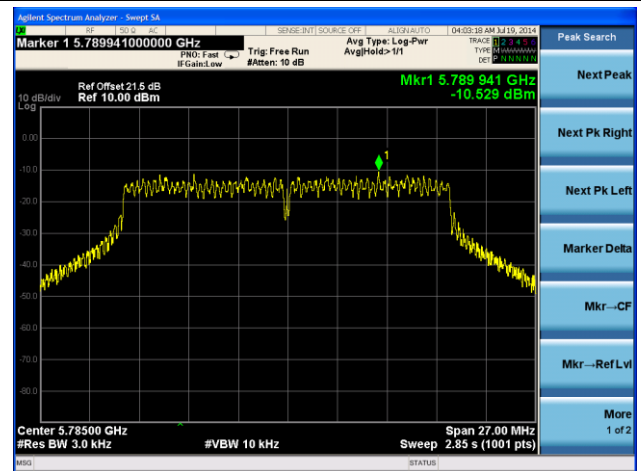 Agilent Spectrum Analyzer - Swept SA
RF 50 Ω AC SENSE:INT SOURCE OFF ALIGNAUTO 04:03:18 AM Jul 19, 2014
Marker 1 5.789941000000 GHz
PNO: Fast
IFGain:Low
Trig: Free Run
#Atten: 10 dB
Avg Type: Log-Pwr
Avg|Hold:> 1/1
TRACE 1 2 3 4 5 6
TYPE M
DET P N N N N N
Peak Search
Mkr1 5.789 941 GHz
-10.529 dBm
Ref Offset 21.5 dB
Ref 10.00 dBm
10 dB/div
Log
Next Peak
0.00
Next Pk Right
-10.0
1
-20.0
Next Pk Left
-30.0
Marker Delta
-40.0
-50.0
Mkr→CF
-60.0
-70.0
Mkr→RefLvl
-80.0
More
1 of 2
Center 5.78500 GHz
Span 27.00 MHz
#Res BW 3.0 kHz
#VBW 10 kHz
Sweep 2.85 s (1001 pts)
MSG
STATUS